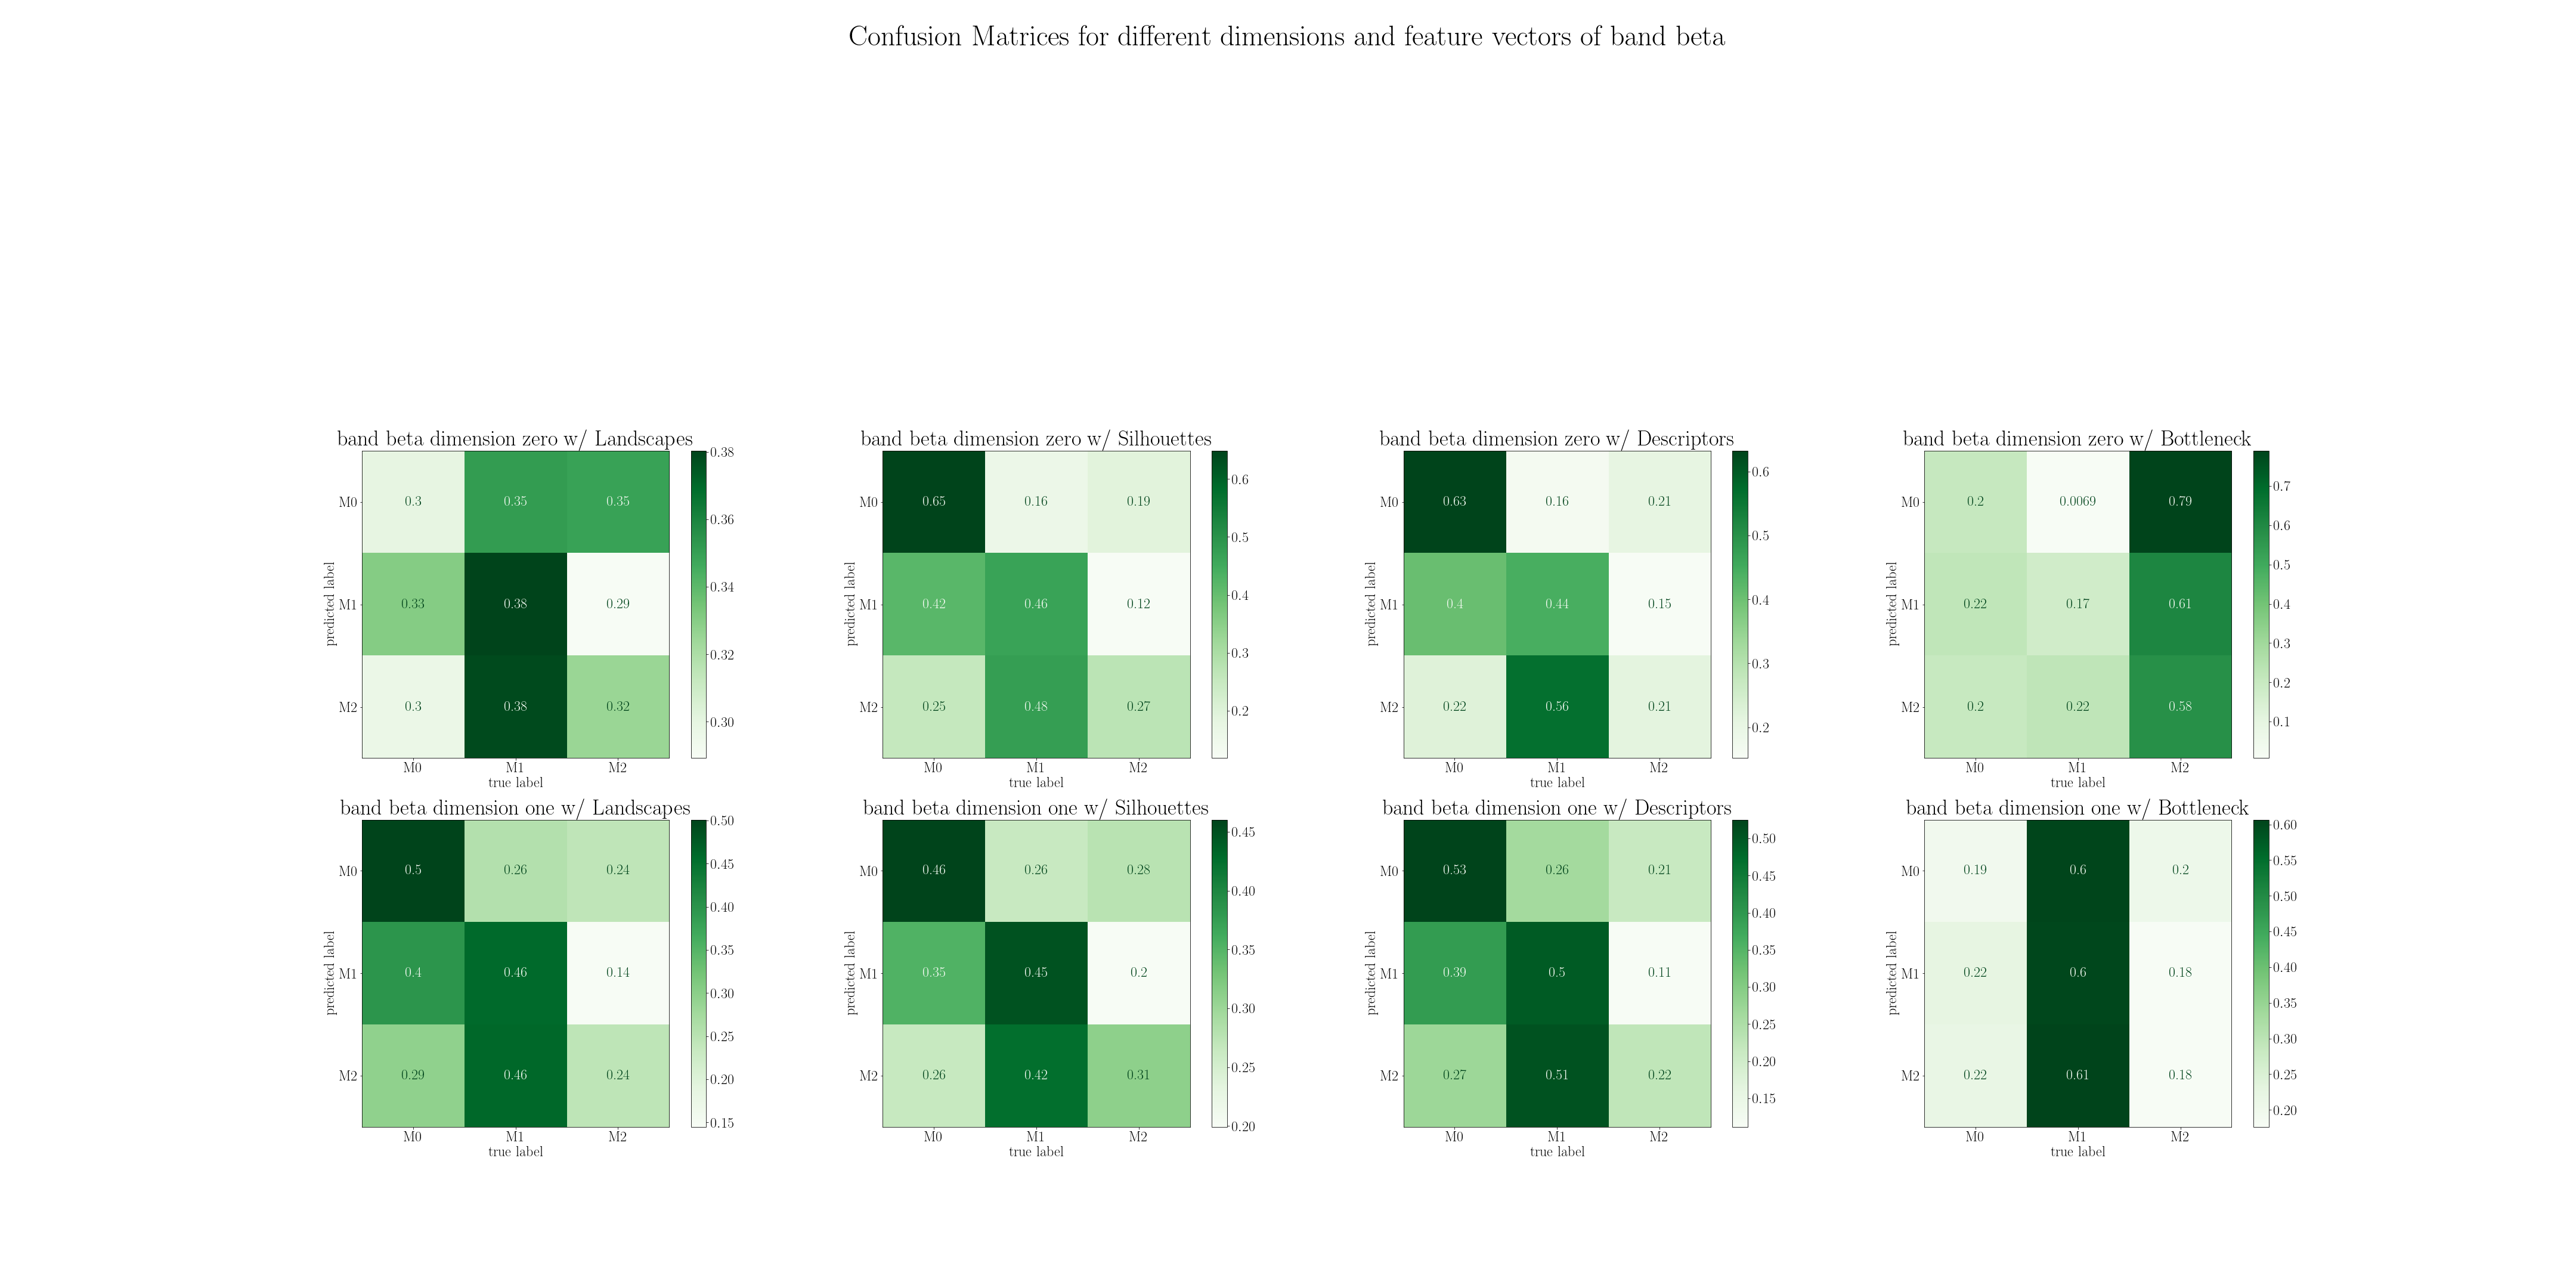 Confusion Matrices for different dimensions and feature vectors of band beta
band beta dimension zero w/ Landscapes
predicted label
M0 0.3 0.35 0.35
M1 0.33 0.38 0.29
M2 0.3 0.38 0.32
M0 M1 M2
true label
0.38
0.36
0.34
0.32
0.30
band beta dimension zero w/ Silhouettes
predicted label
M0 0.65 0.16 0.19
M1 0.42 0.46 0.12
M2 0.25 0.48 0.27
M0 M1 M2
true label
0.6
0.5
0.4
0.3
0.2
band beta dimension zero w/ Descriptors
predicted label
M0 0.63 0.16 0.21
M1 0.4 0.44 0.15
M2 0.22 0.56 0.21
M0 M1 M2
true label
0.6
0.5
0.4
0.3
0.2
band beta dimension zero w/ Bottleneck
predicted label
M0 0.2 0.0069 0.79
M1 0.22 0.17 0.61
M2 0.2 0.22 0.58
M0 M1 M2
true label
0.7
0.6
0.5
0.4
0.3
0.2
0.1
band beta dimension one w/ Landscapes
predicted label
M0 0.5 0.26 0.24
M1 0.4 0.46 0.14
M2 0.29 0.46 0.24
M0 M1 M2
true label
0.50
0.45
0.40
0.35
0.30
0.25
0.20
0.15
band beta dimension one w/ Silhouettes
predicted label
M0 0.46 0.26 0.28
M1 0.35 0.45 0.2
M2 0.26 0.42 0.31
M0 M1 M2
true label
0.45
0.40
0.35
0.30
0.25
0.20
band beta dimension one w/ Descriptors
predicted label
M0 0.53 0.26 0.21
M1 0.39 0.5 0.11
M2 0.27 0.51 0.22
M0 M1 M2
true label
0.50
0.45
0.40
0.35
0.30
0.25
0.20
0.15
band beta dimension one w/ Bottleneck
predicted label
M0 0.19 0.6 0.2
M1 0.22 0.6 0.18
M2 0.22 0.61 0.18
M0 M1 M2
true label
0.60
0.55
0.50
0.45
0.40
0.35
0.30
0.25
0.20